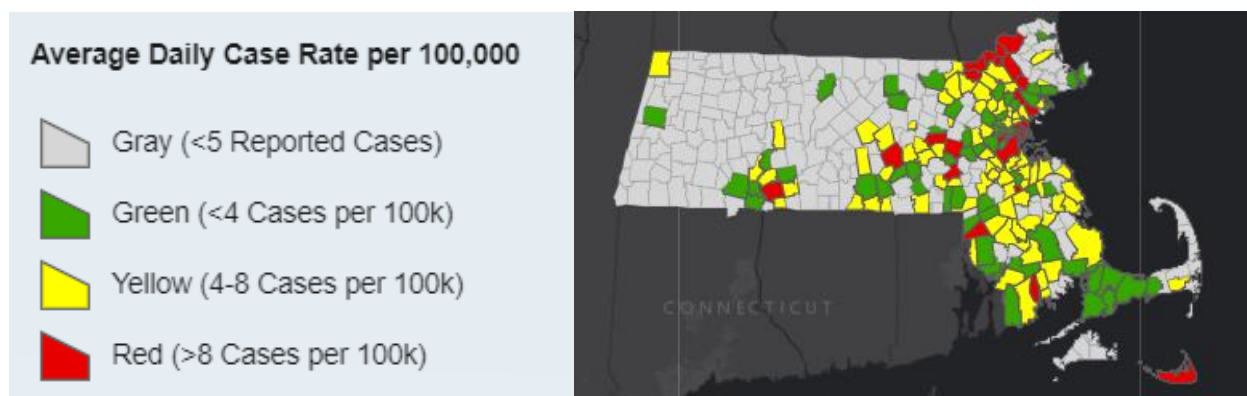 Average Daily Case Rate per 100,000
Gray (<5 Reported Cases)
Green (<4 Cases per 100k)
Yellow (4-8 Cases per 100k)
Red (>8 Cases per 100k)
CONNECTICUT